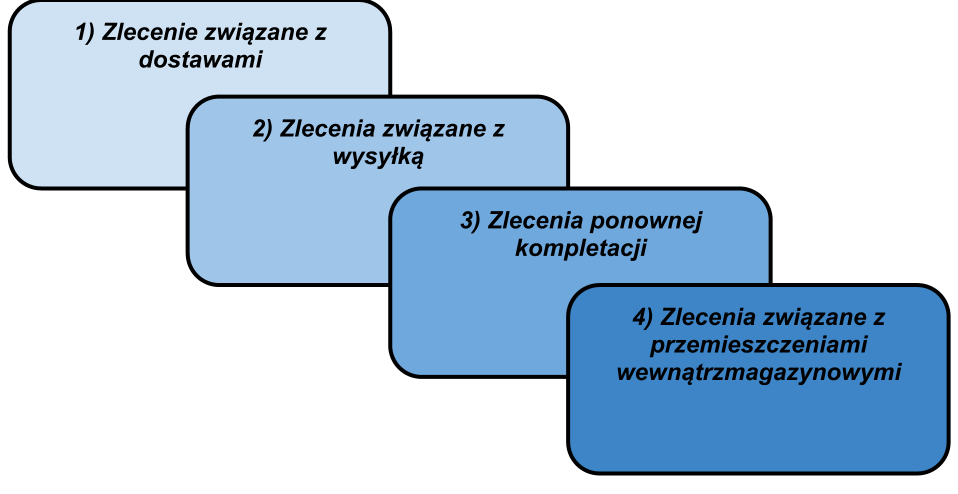 1) Zlecenie związane z
dostawami
2) Zlecenia związane z
wysyłką
3) Zlecenia ponownej
kompletacji
4) Zlecenia związane z
przemieszczeniami
wewnątrzmagazynowymi